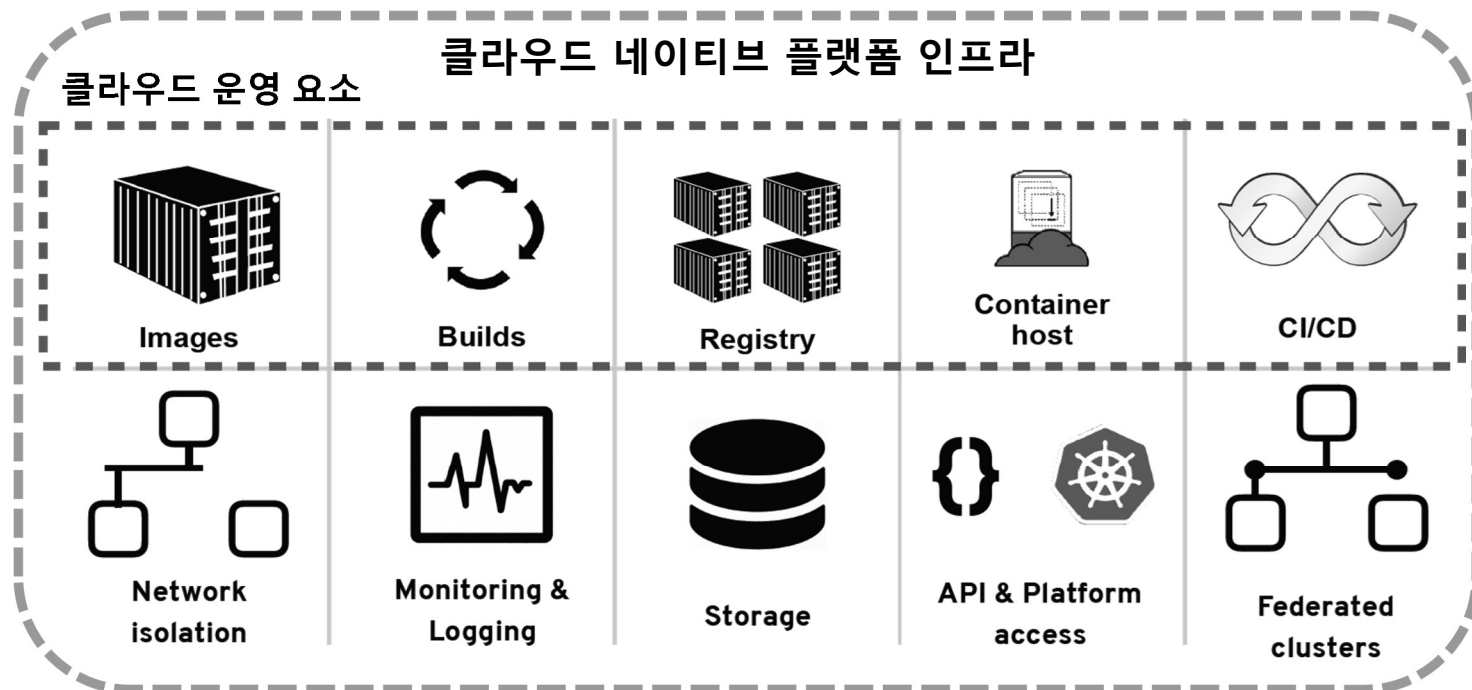 클라우드 네이티브 플랫폼 인프라
클라우드 운영 요소
Images
Builds
Registry
Container
host
CI/CD
Network
isolation
Monitoring &
Logging
Storage
{}
API & Platform
access
Federated
clusters